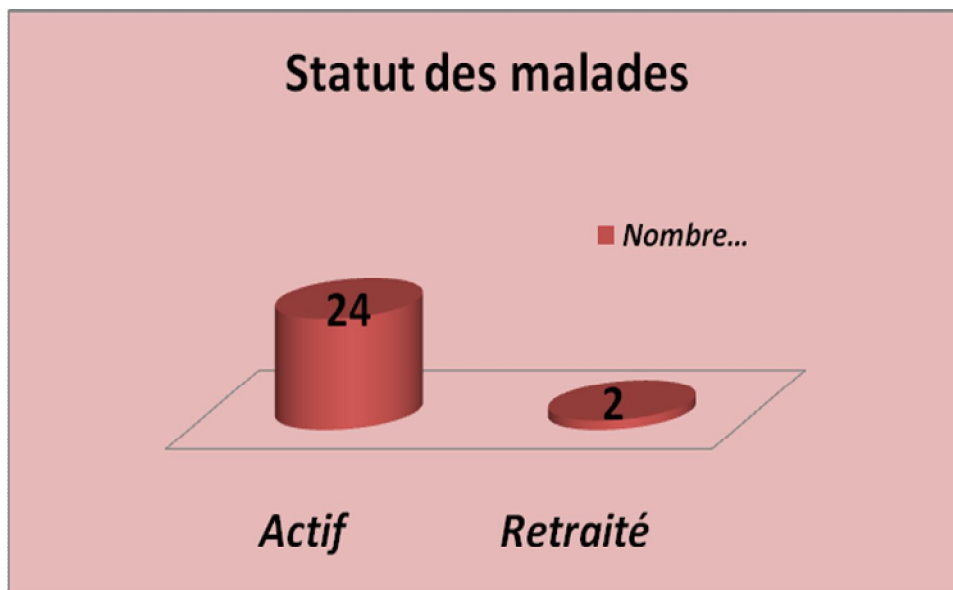 Statut des malades
Nombre...
24
2
Actif
Retraité